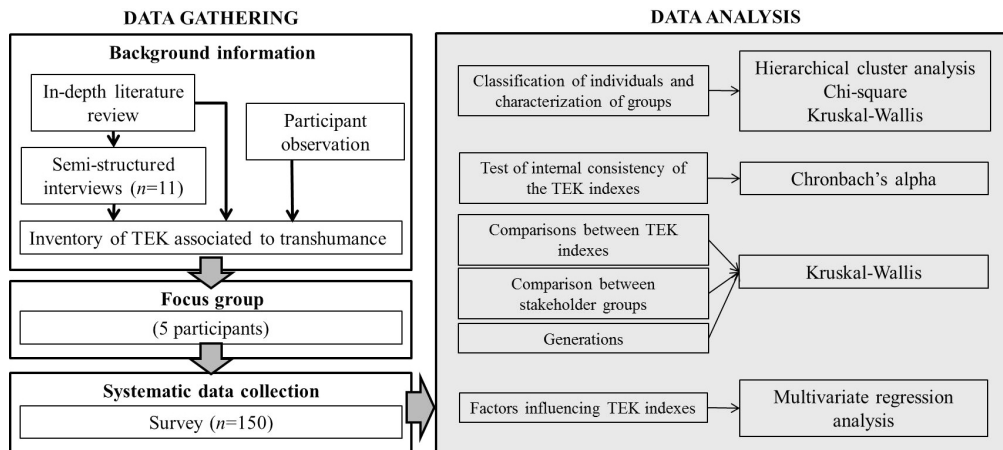 DATA GATHERING
Background information
In-depth literature
review
Participant
observation
Semi-structured
interviews (n=11)
Inventory of TEK associated to transhumance
Focus group
(5 participants)
Systematic data collection
Survey (n=150)
DATA ANALYSIS
Classification of individuals and
characterization of groups
Hierarchical cluster analysis
Chi-square
Kruskal-Wallis
Test of internal consistency of
the TEK indexes
Chronbach's alpha
Comparisons between TEK
indexes
Comparison between
stakeholder groups
Generations
Kruskal-Wallis
Factors influencing TEK indexes
Multivariate regression
analysis